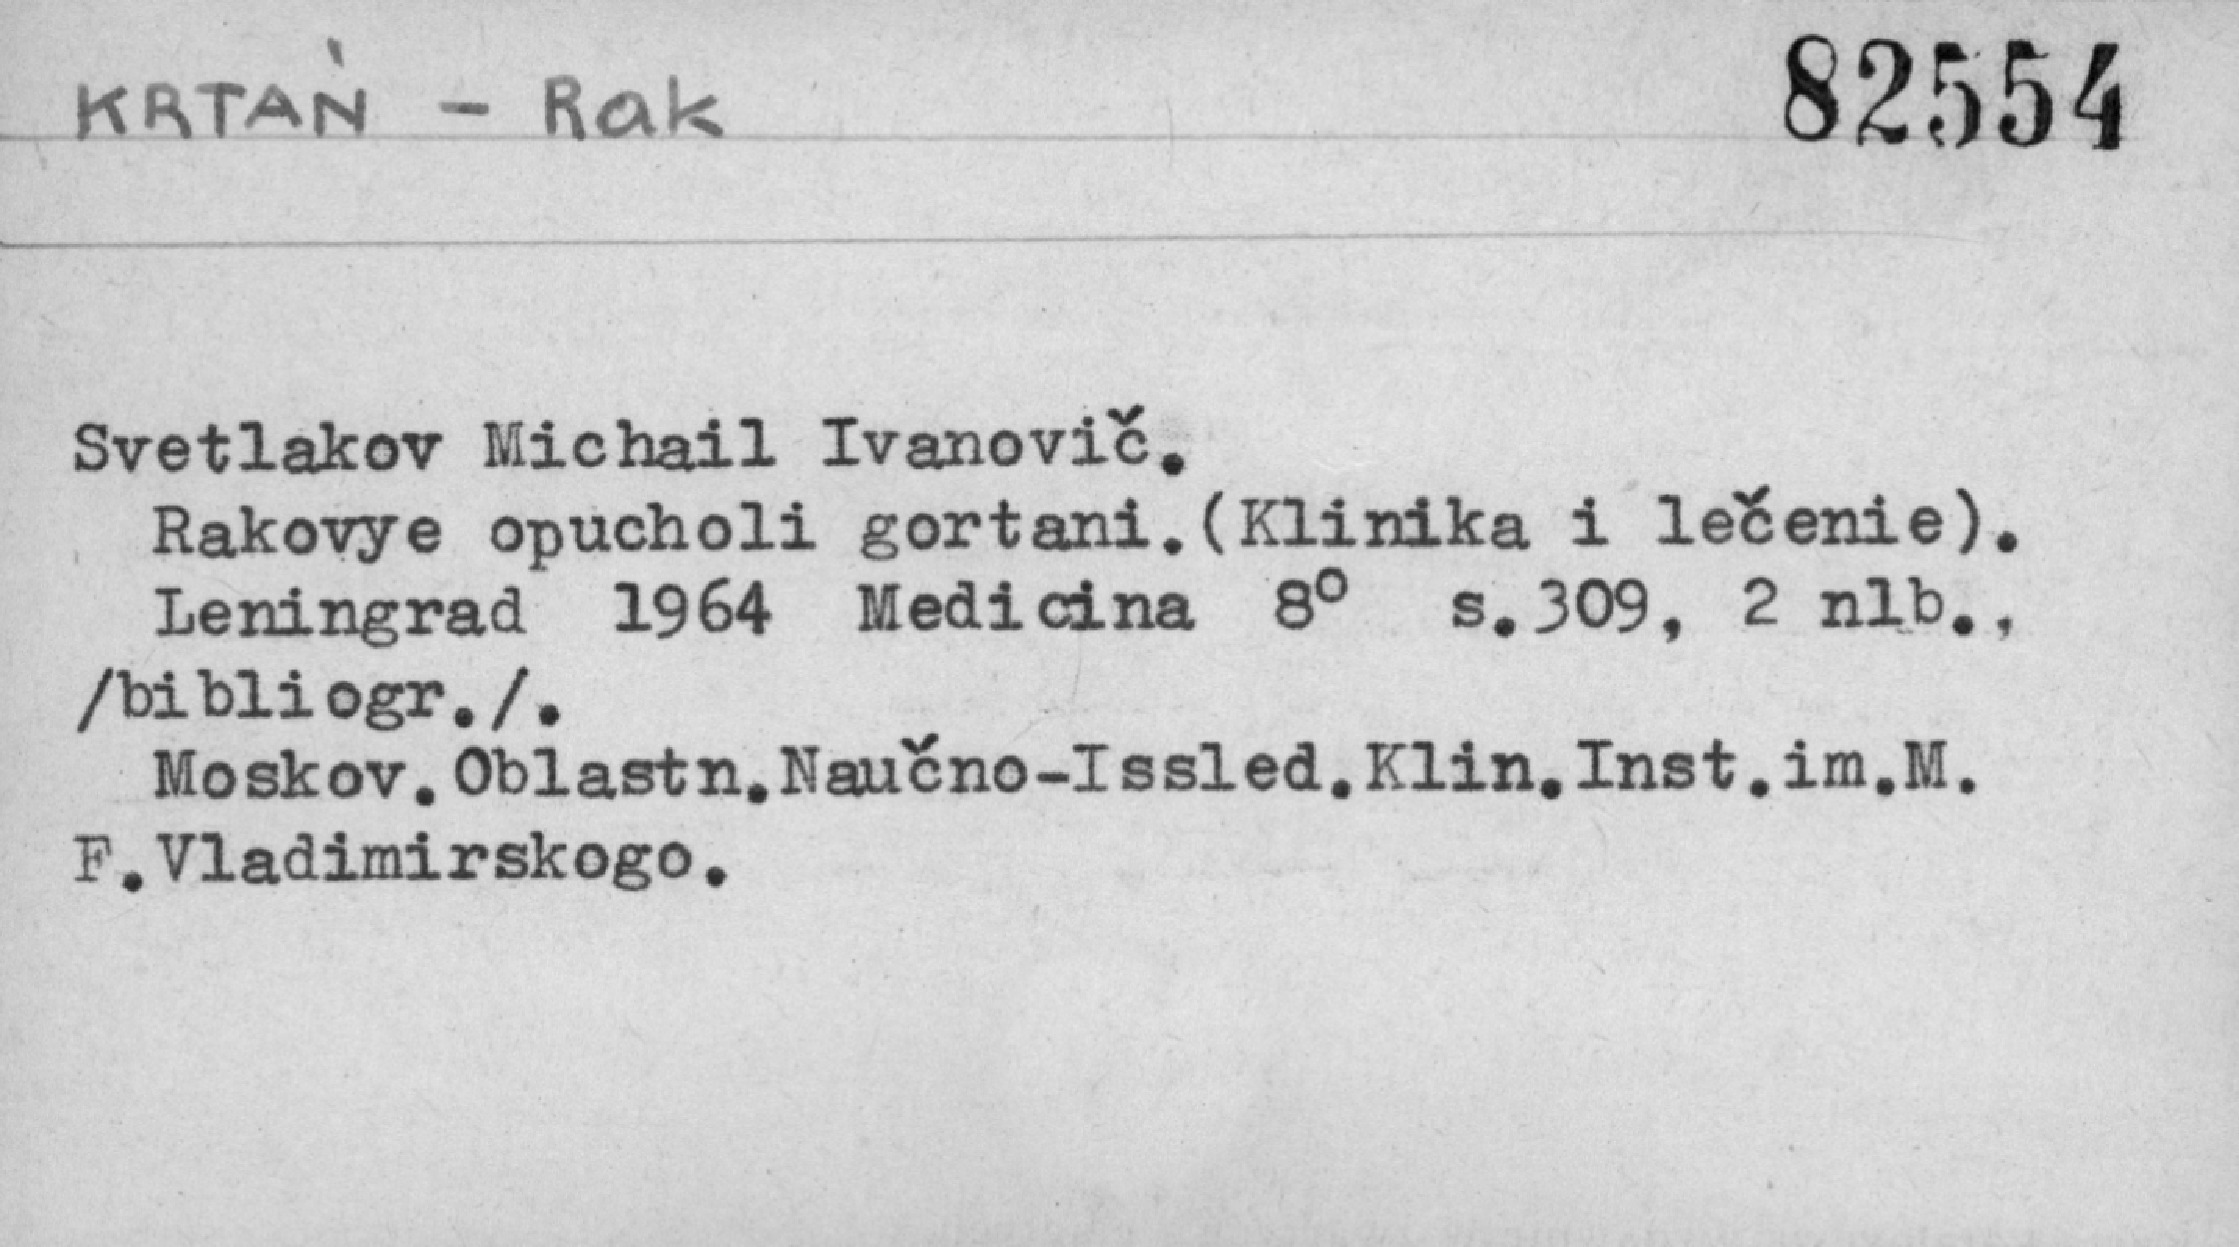 KRTAŇ - Rak 82554
Svetlakov Michail Ivanovič.
Rakovye opucholi gortani.(Klinika i lečenie).
Leningrad 1964 Medicina 8° s.309, 2 nlb.,
/bibliogr./.
Moskov.Oblastn.Naučno-Issled.Klin.Inst.im.M.
F.Vladimirskogo.